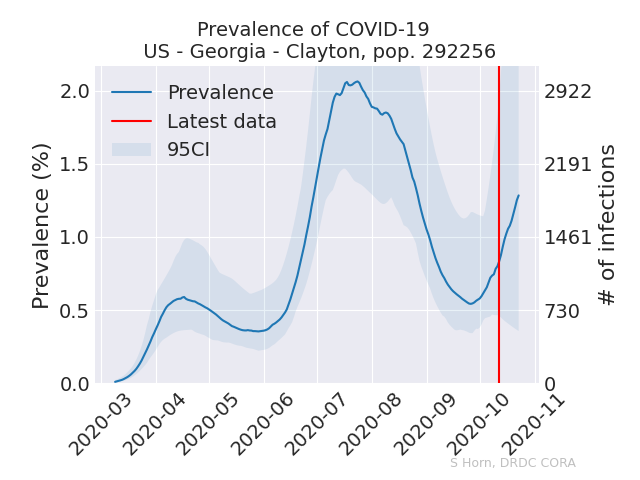 Prevalence of COVID-19
US - Georgia - Clayton, pop. 292256
Prevalence
Latest data
95CI
Prevalence (%)
2.0
1.5
1.0
0.5
0.0
# of infections
2922
2191
1461
730
0
2020-03
2020-04
2020-05
2020-06
2020-07
2020-08
2020-09
2020-10
2020-11
S Horn, DRDC CORA